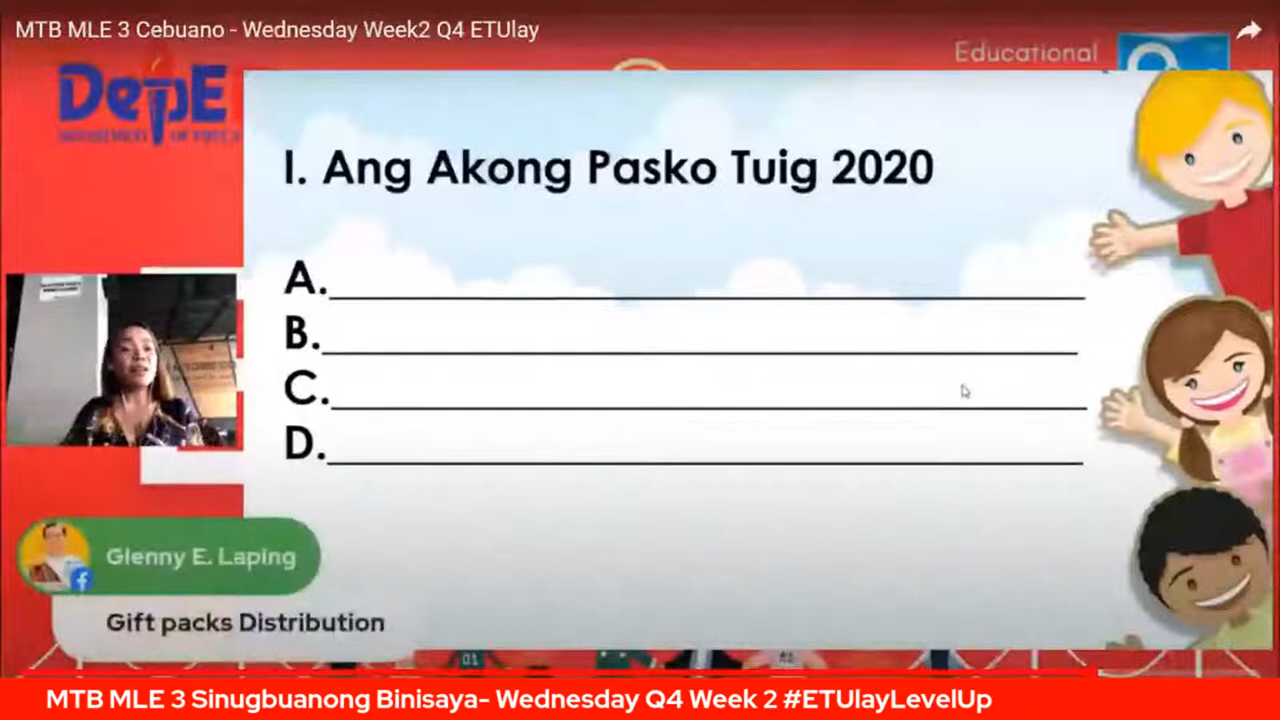 MTB MLE 3 Cebuano - Wednesday Week2 Q4 ETUlay
Educational
DepE
I. Ang Akong Pasko Tuig 2020
A.
B.
C.
D.
Glenny E. Laping
Gift packs Distribution
01
MTB MLE 3 Sinugbuanong Binisaya- Wednesday Q4 Week 2 #ETUlayLevelUp